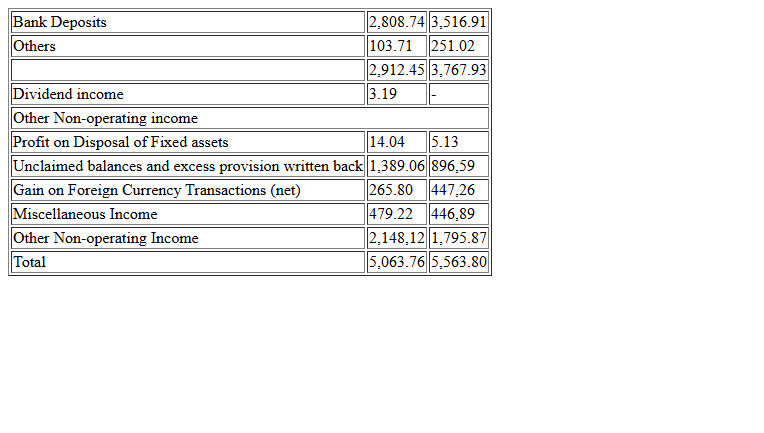 Bank Deposits 2,808.74 3,516.91
Others 103.71 251.02
2,912.45 3,767.93
Dividend income 3.19 -
Other Non-operating income
Profit on Disposal of Fixed assets 14.04 5.13
Unclaimed balances and excess provision written back 1,389.06 896,59
Gain on Foreign Currency Transactions (net) 265.80 447,26
Miscellaneous Income 479.22 446,89
Other Non-operating Income 2,148,12 1,795.87
Total 5,063.76 5,563.80